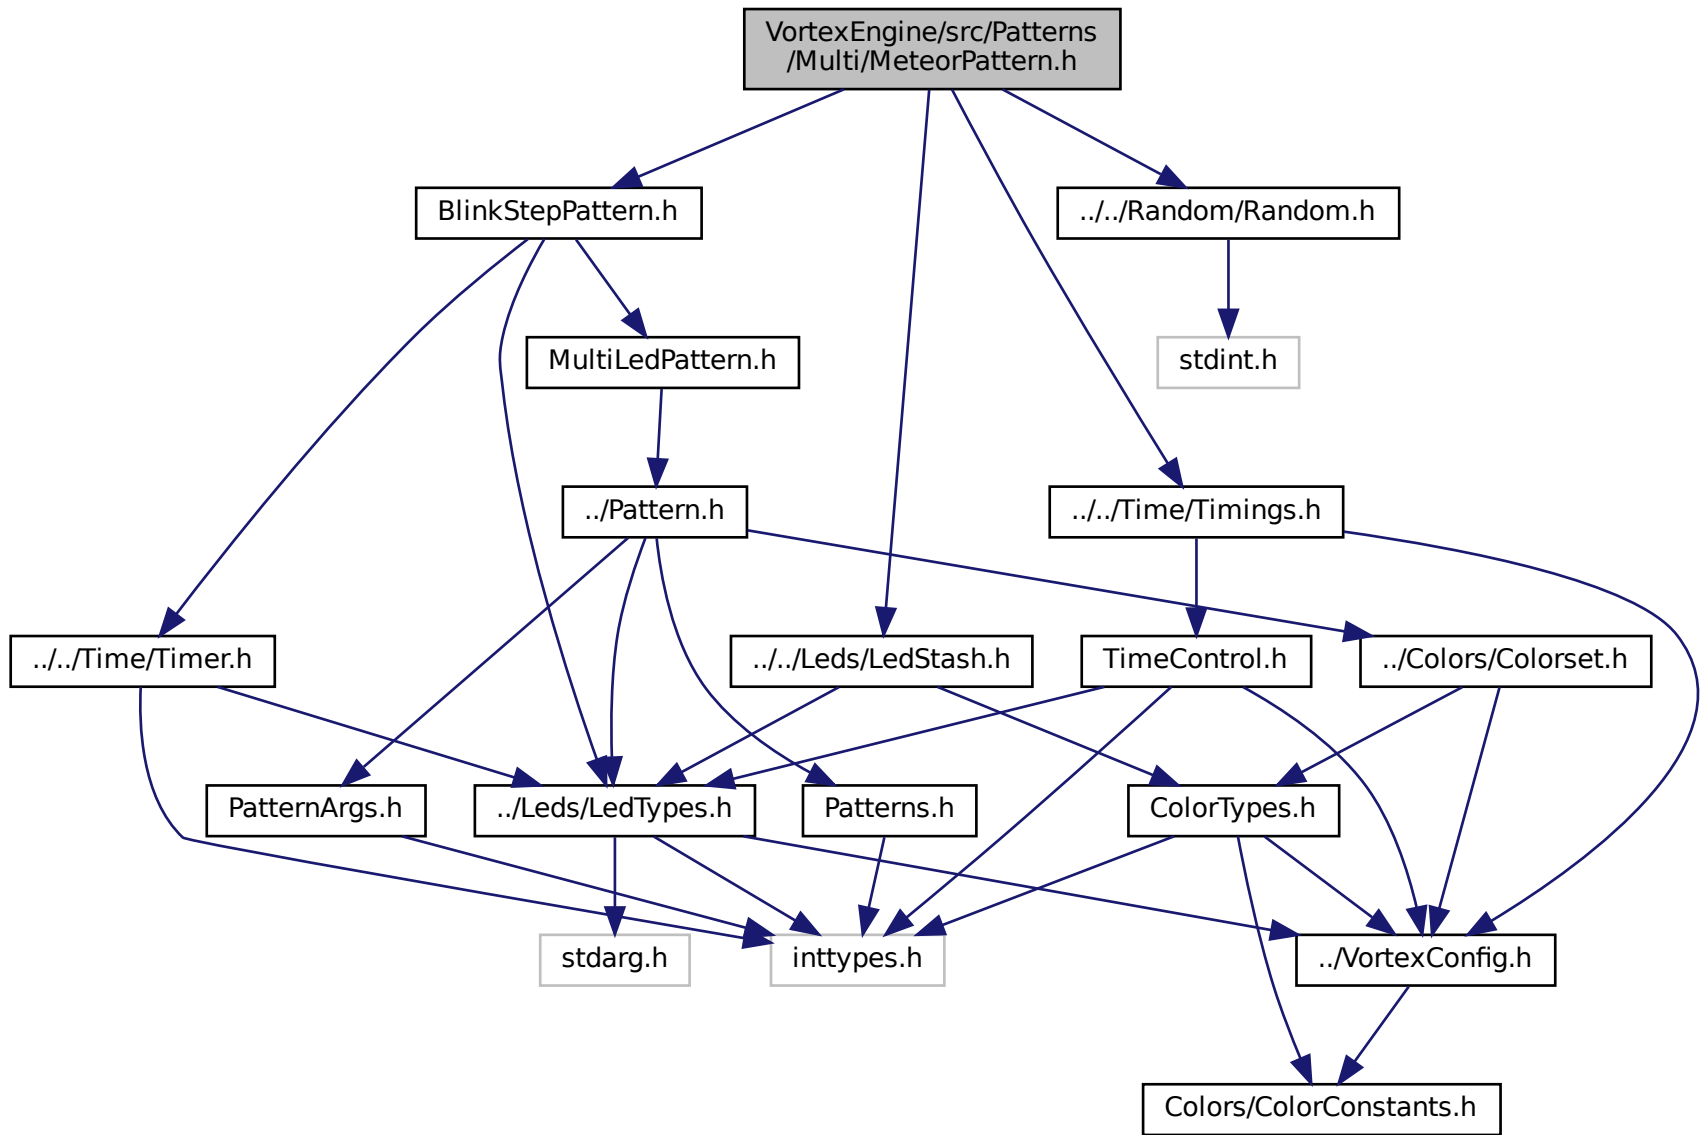 VortexEngine/src/Patterns
/Multi/MeteorPattern.h
BlinkStepPattern.h
../../Random/Random.h
MultiLedPattern.h
stdint.h
../Pattern.h
../../Time/Timings.h
../../Time/Timer.h
../../Leds/LedStash.h
TimeControl.h
../Colors/Colorset.h
PatternArgs.h
../Leds/LedTypes.h
Patterns.h
ColorTypes.h
stdarg.h
inttypes.h
../VortexConfig.h
Colors/ColorConstants.h